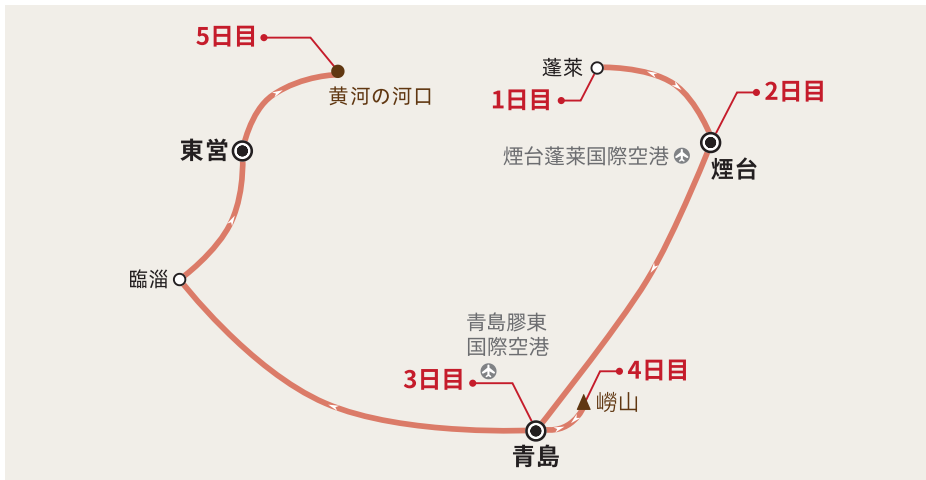 5日目
黄河の河口
蓬萊
1日目
2日目
東営
煙台蓬莱国際空港
煙台
臨淄
青島膠東
国際空港
3日目
4日目
嶗山
青島